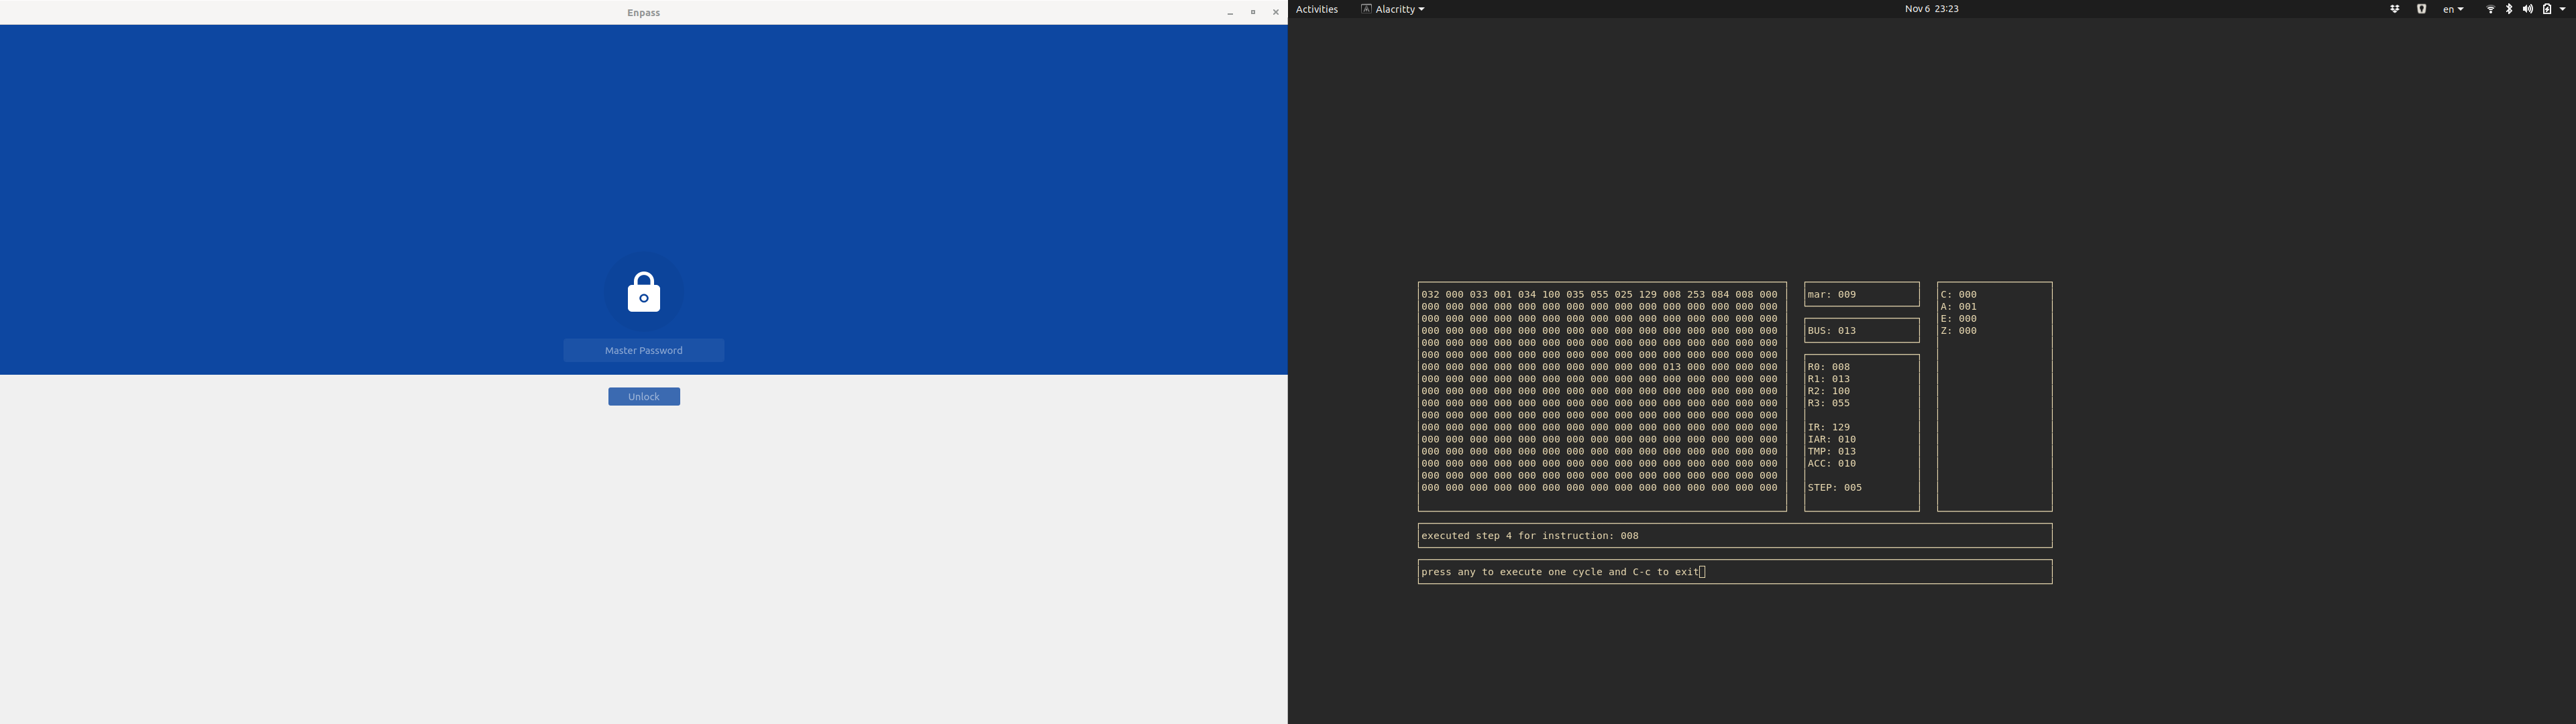 Enpass
Master Password
Unlock
Activities Alacritty Nov 6 23:23 en
032 000 033 001 034 100 035 055 025 129 008 253 084 008 000
000 000 000 000 000 000 000 000 000 000 000 000 000 000 000
000 000 000 000 000 000 000 000 000 000 000 000 000 000 000
000 000 000 000 000 000 000 000 000 000 000 000 000 000 000
000 000 000 000 000 000 000 000 000 000 000 000 000 000 000
000 000 000 000 000 000 000 000 000 000 000 000 000 000 000
000 000 000 000 000 000 000 000 000 000 013 000 000 000 000
000 000 000 000 000 000 000 000 000 000 000 000 000 000 000
000 000 000 000 000 000 000 000 000 000 000 000 000 000 000
000 000 000 000 000 000 000 000 000 000 000 000 000 000 000
000 000 000 000 000 000 000 000 000 000 000 000 000 000 000
000 000 000 000 000 000 000 000 000 000 000 000 000 000 000
000 000 000 000 000 000 000 000 000 000 000 000 000 000 000
000 000 000 000 000 000 000 000 000 000 000 000 000 000 000
000 000 000 000 000 000 000 000 000 000 000 000 000 000 000
000 000 000 000 000 000 000 000 000 000 000 000 000 000 000
000 000 000 000 000 000 000 000 000 000 000 000 000 000 000
mar: 009
BUS: 013
R0: 008
R1: 013
R2: 100
R3: 055
IR: 129
IAR: 010
TMP: 013
ACC: 010
STEP: 005
C: 000
A: 001
E: 000
Z: 000
executed step 4 for instruction: 008
press any to execute one cycle and C-c to exit